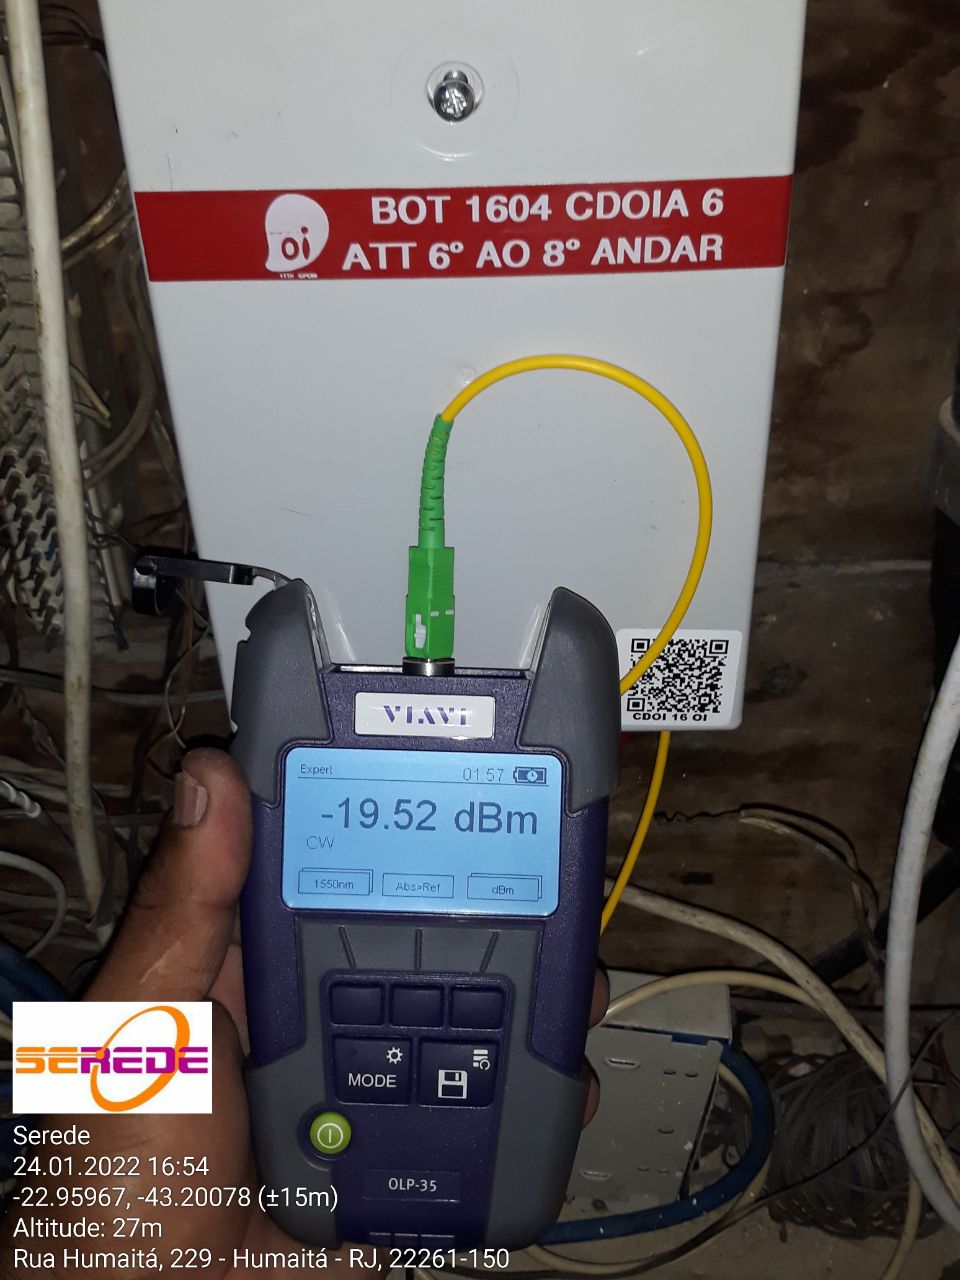 BOT 1604 CDOIA 6
oi
ATT 6º AO 8º ANDAR
CDOI 16 OI
VIAVI
Expert
01:57
-19.52 dBm
CW
1550nm
Abs>Ref
dBm
MODE
OLP-35
SEREDE
Serede
24.01.2022 16:54
-22.95967, -43.20078 (±15m)
Altitude: 27m
Rua Humaitá, 229 - Humaitá - RJ, 22261-150